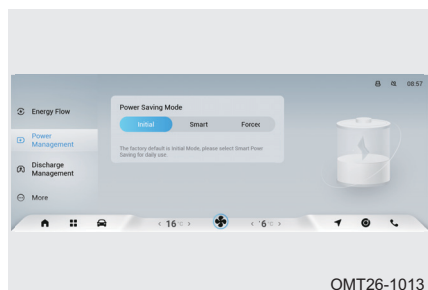 08:57
Energy Flow
Power Saving Mode
Initial Smart Forcec
Power
Management
The factory default is Initial Mode, please select Smart Power
Saving for daily use.
Discharge
Management
More
< 16 °C > < 6 °C >
OMT26-1013